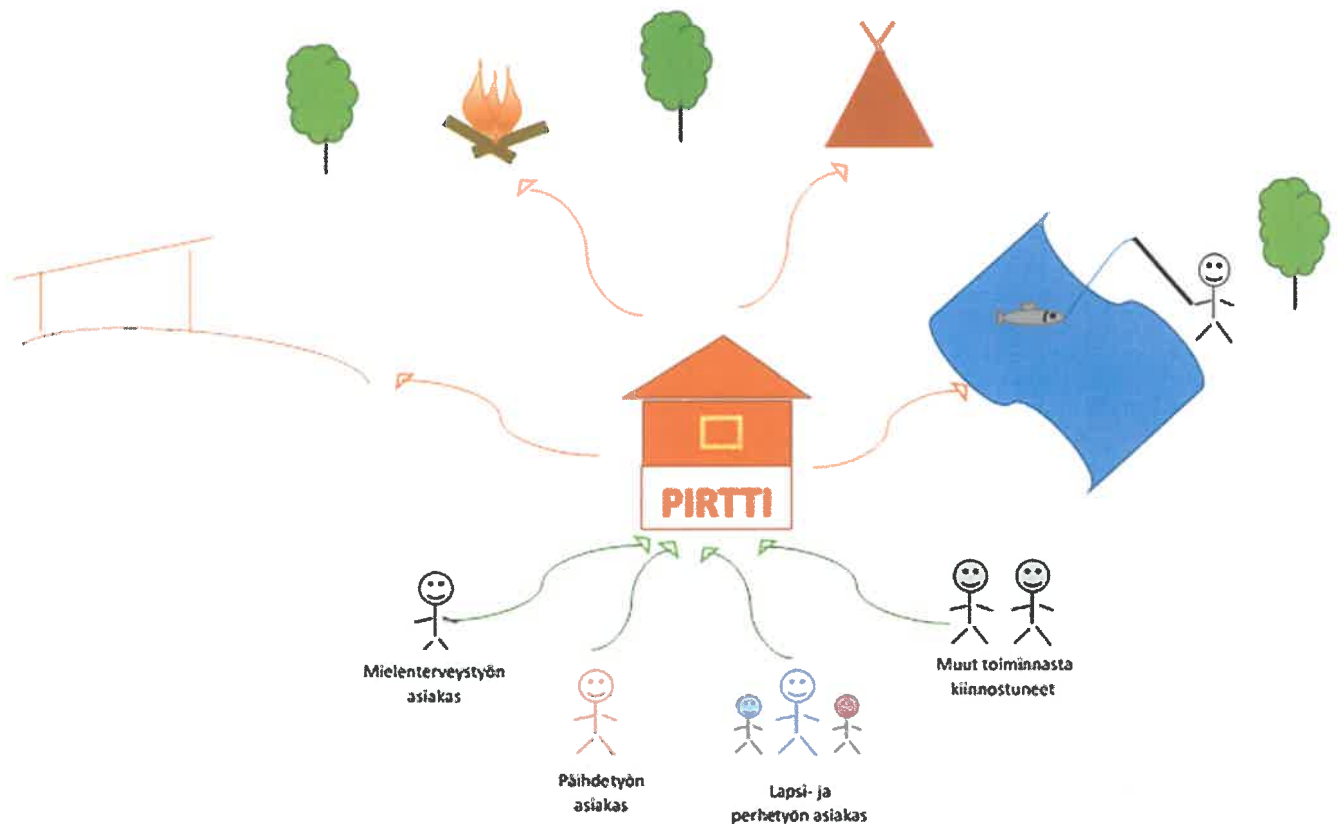 PIRTTI
Mielenterveystyön
asiakas
Muut toiminnasta
kiinnostuneet
Päihdetyön
asiakas
Lapsi- ja
perhetyön asiakas